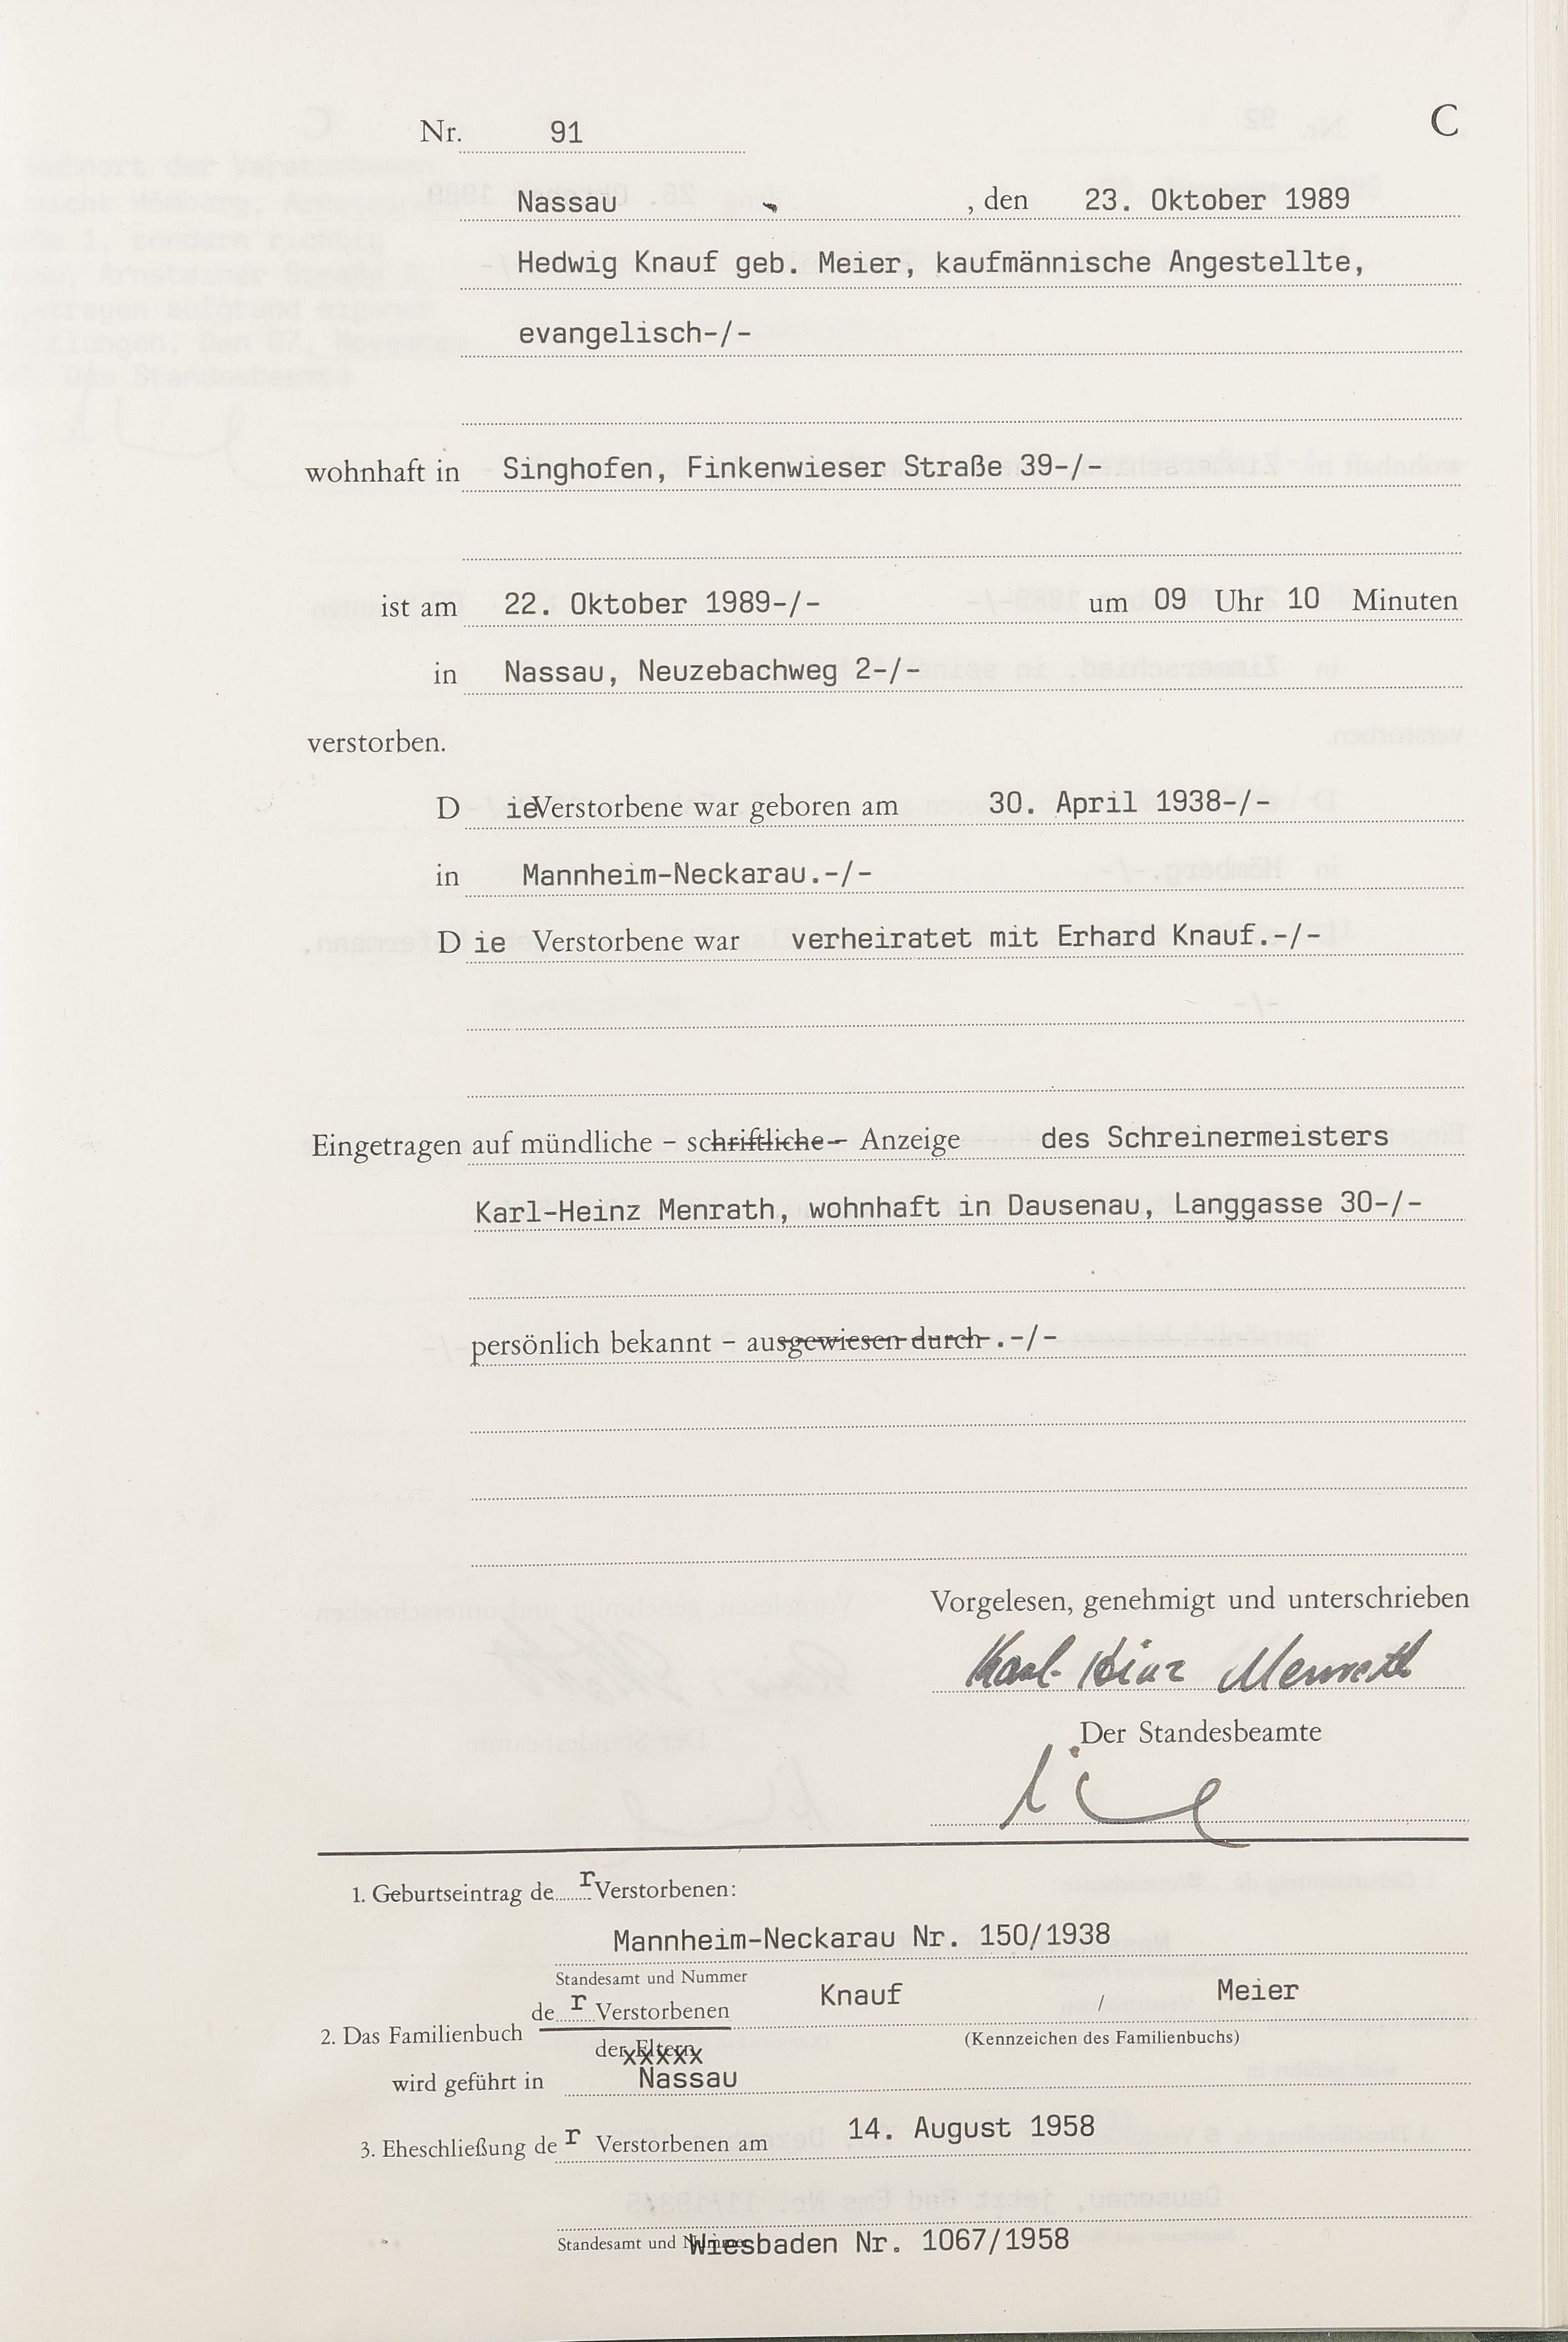 Nr. 91 C
Nassau , den 23. Oktober 1989
Hedwig Knauf geb. Meier, kaufmännische Angestellte,
evangelisch-/-
wohnhaft in Singhofen, Finkenwieser Straße 39-/-
ist am 22. Oktober 1989-/- um 09 Uhr 10 Minuten
in Nassau, Neuzebachweg 2-/-
verstorben.
D ie Verstorbene war geboren am 30. April 1938-/-
in Mannheim-Neckarau.-/-
D ie Verstorbene war verheiratet mit Erhard Knauf.-/-
Eingetragen auf mündliche – schriftliche – Anzeige des Schreinermeisters
Karl-Heinz Menrath, wohnhaft in Dausenau, Langgasse 30-/-
persönlich bekannt – ausgewiesen durch .-/-
Vorgelesen, genehmigt und unterschrieben
Karl-Heinz Menrath
Der Standesbeamte
1. Geburtseintrag de r Verstorbenen:
Mannheim-Neckarau Nr. 150/1938
Standesamt und Nummer
de r Verstorbenen Knauf / Meier
2. Das Familienbuch (Kennzeichen des Familienbuchs)
der Eltern
wird geführt in Nassau
3. Eheschließung de r Verstorbenen am 14. August 1958
Standesamt und Nummer Wiesbaden Nr. 1067/1958